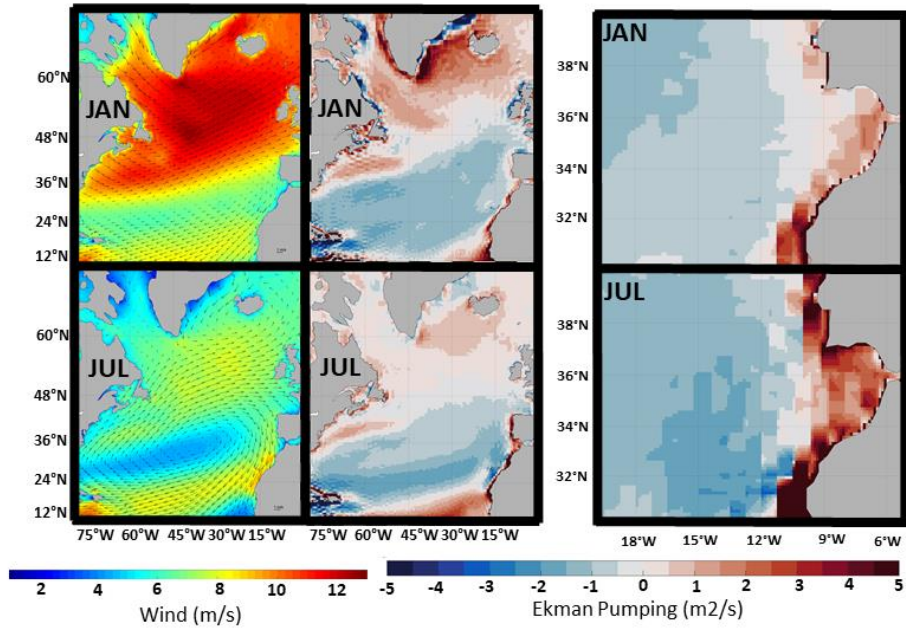 JAN
JAN
JAN
60°N
48°N
36°N
24°N
12°N
38°N
36°N
34°N
32°N
JUL
JUL
JUL
60°N
48°N
36°N
24°N
12°N
38°N
36°N
34°N
32°N
75°W 60°W 45°W 30°W 15°W
75°W 60°W 45°W 30°W 15°W
18°W 15°W 12°W 9°W 6°W
2 4 6 8 10 12
Wind (m/s)
-5 -4 -3 -2 -1 0 1 2 3 4 5
Ekman Pumping (m2/s)